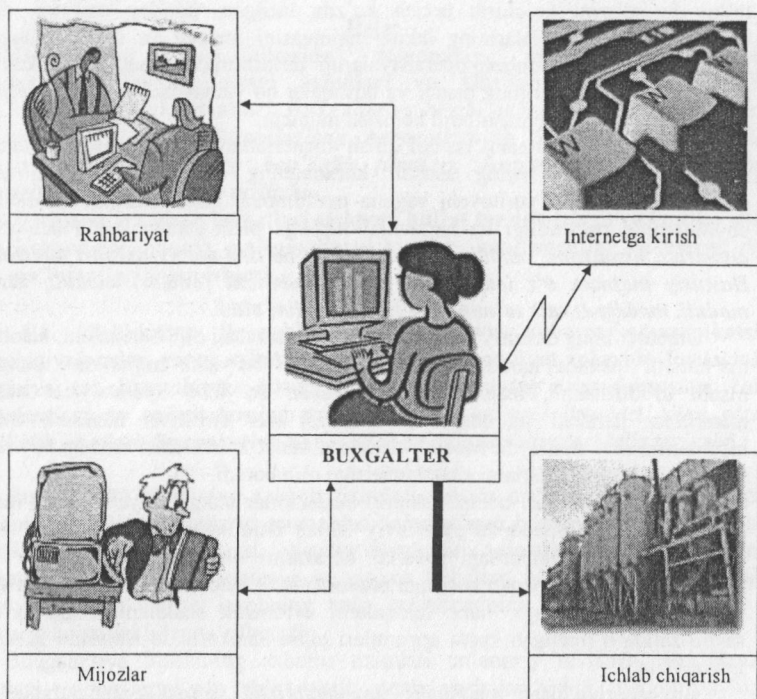 Rahbariyat
Internetga kirish
BUXGALTER
Mijozlar
Ichlab chiqarish
W
W
W